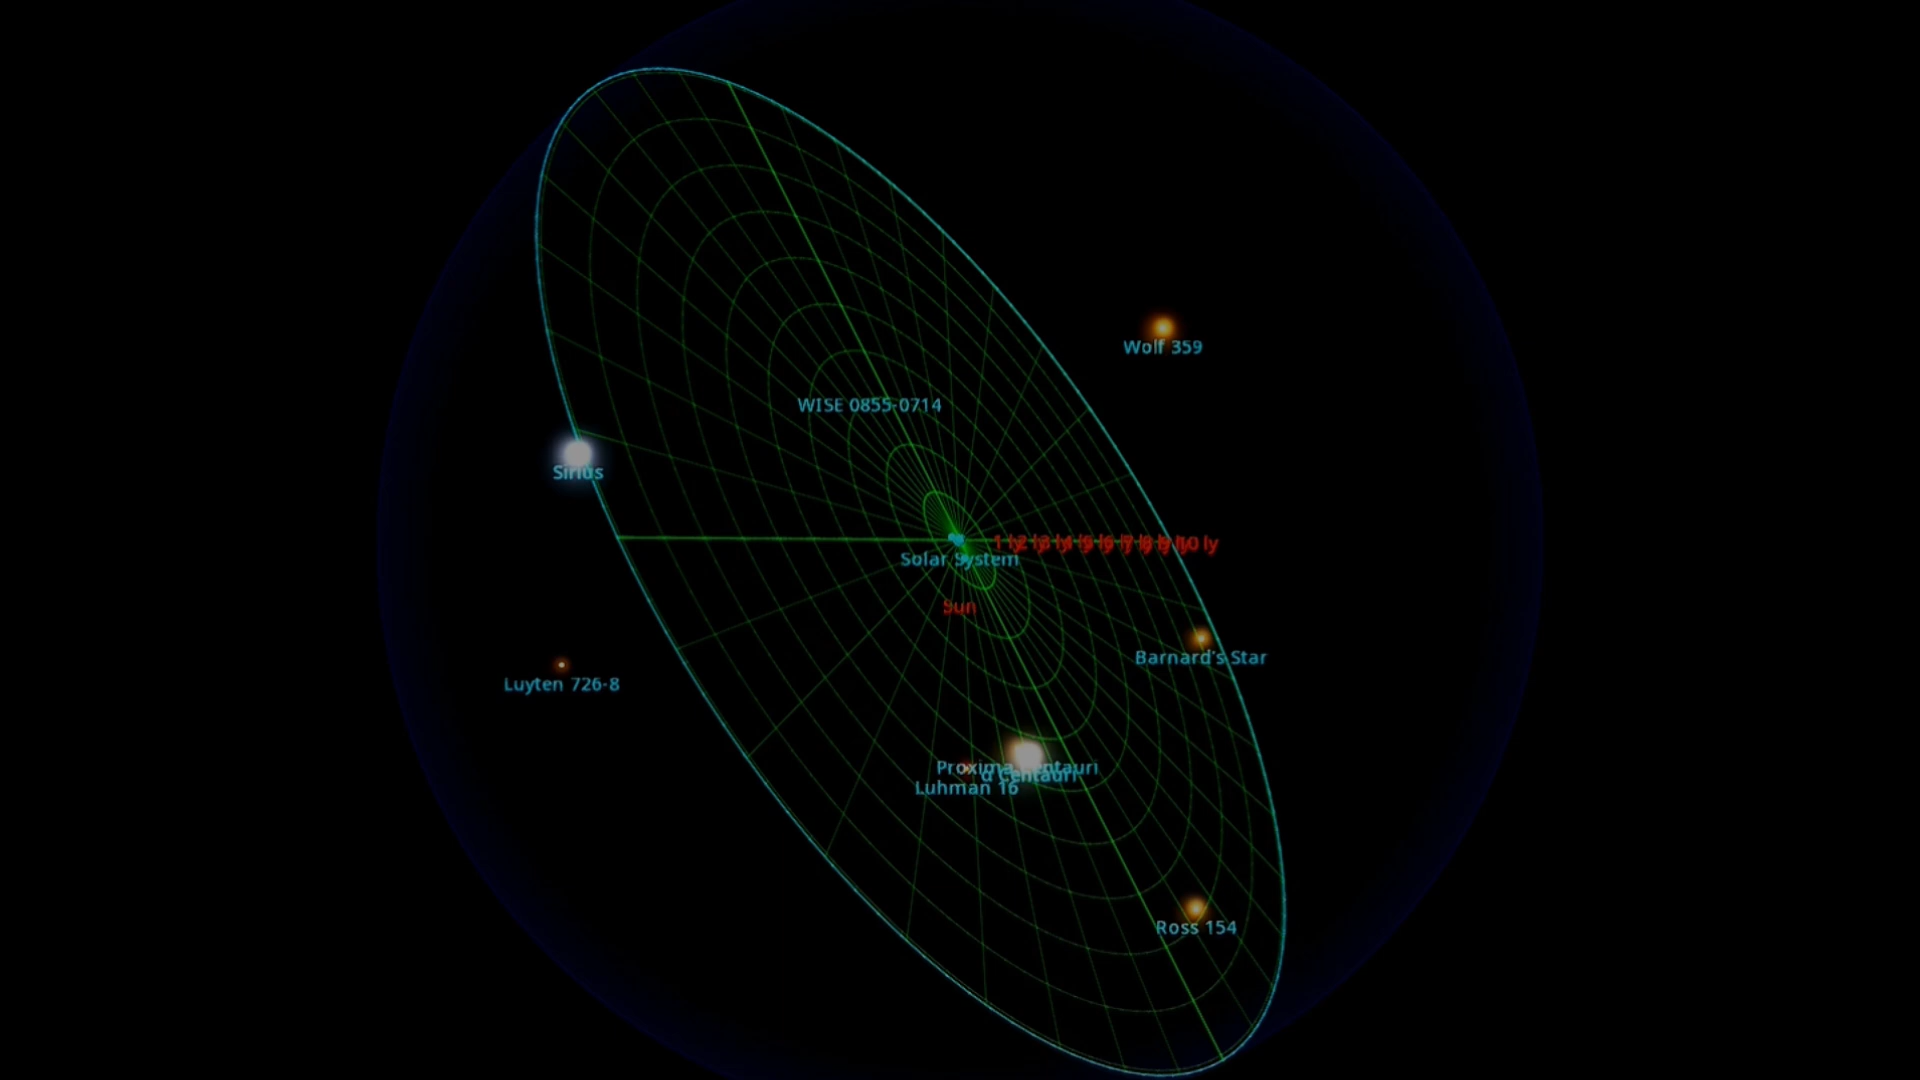 Wolf 359
WISE 0855-0714
Sirius
1 ly 2 ly 3 ly 4 ly 5 ly 6 ly 7 ly 8 ly 9 ly 10 ly
Solar System
Sun
Barnard's Star
Luyten 726-8
Proxima Centauri
α Centauri
Luhman 16
Ross 154